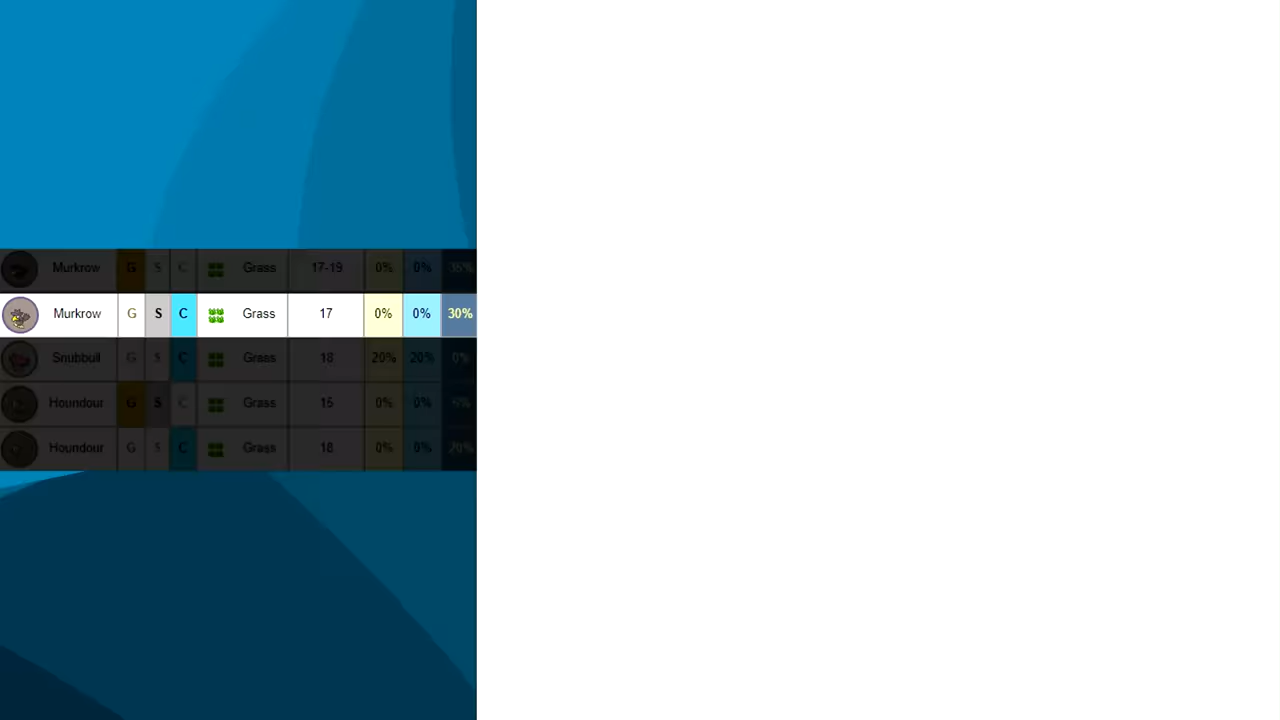 Murkrow G S C Grass 17-19 0% 0% 35%
Murkrow G S C Grass 17 0% 0% 30%
Snubbull G S C Grass 18 20% 20% 0%
Houndour G S C Grass 0% 0%
Houndour G S C Grass 18 0% 0% 20%